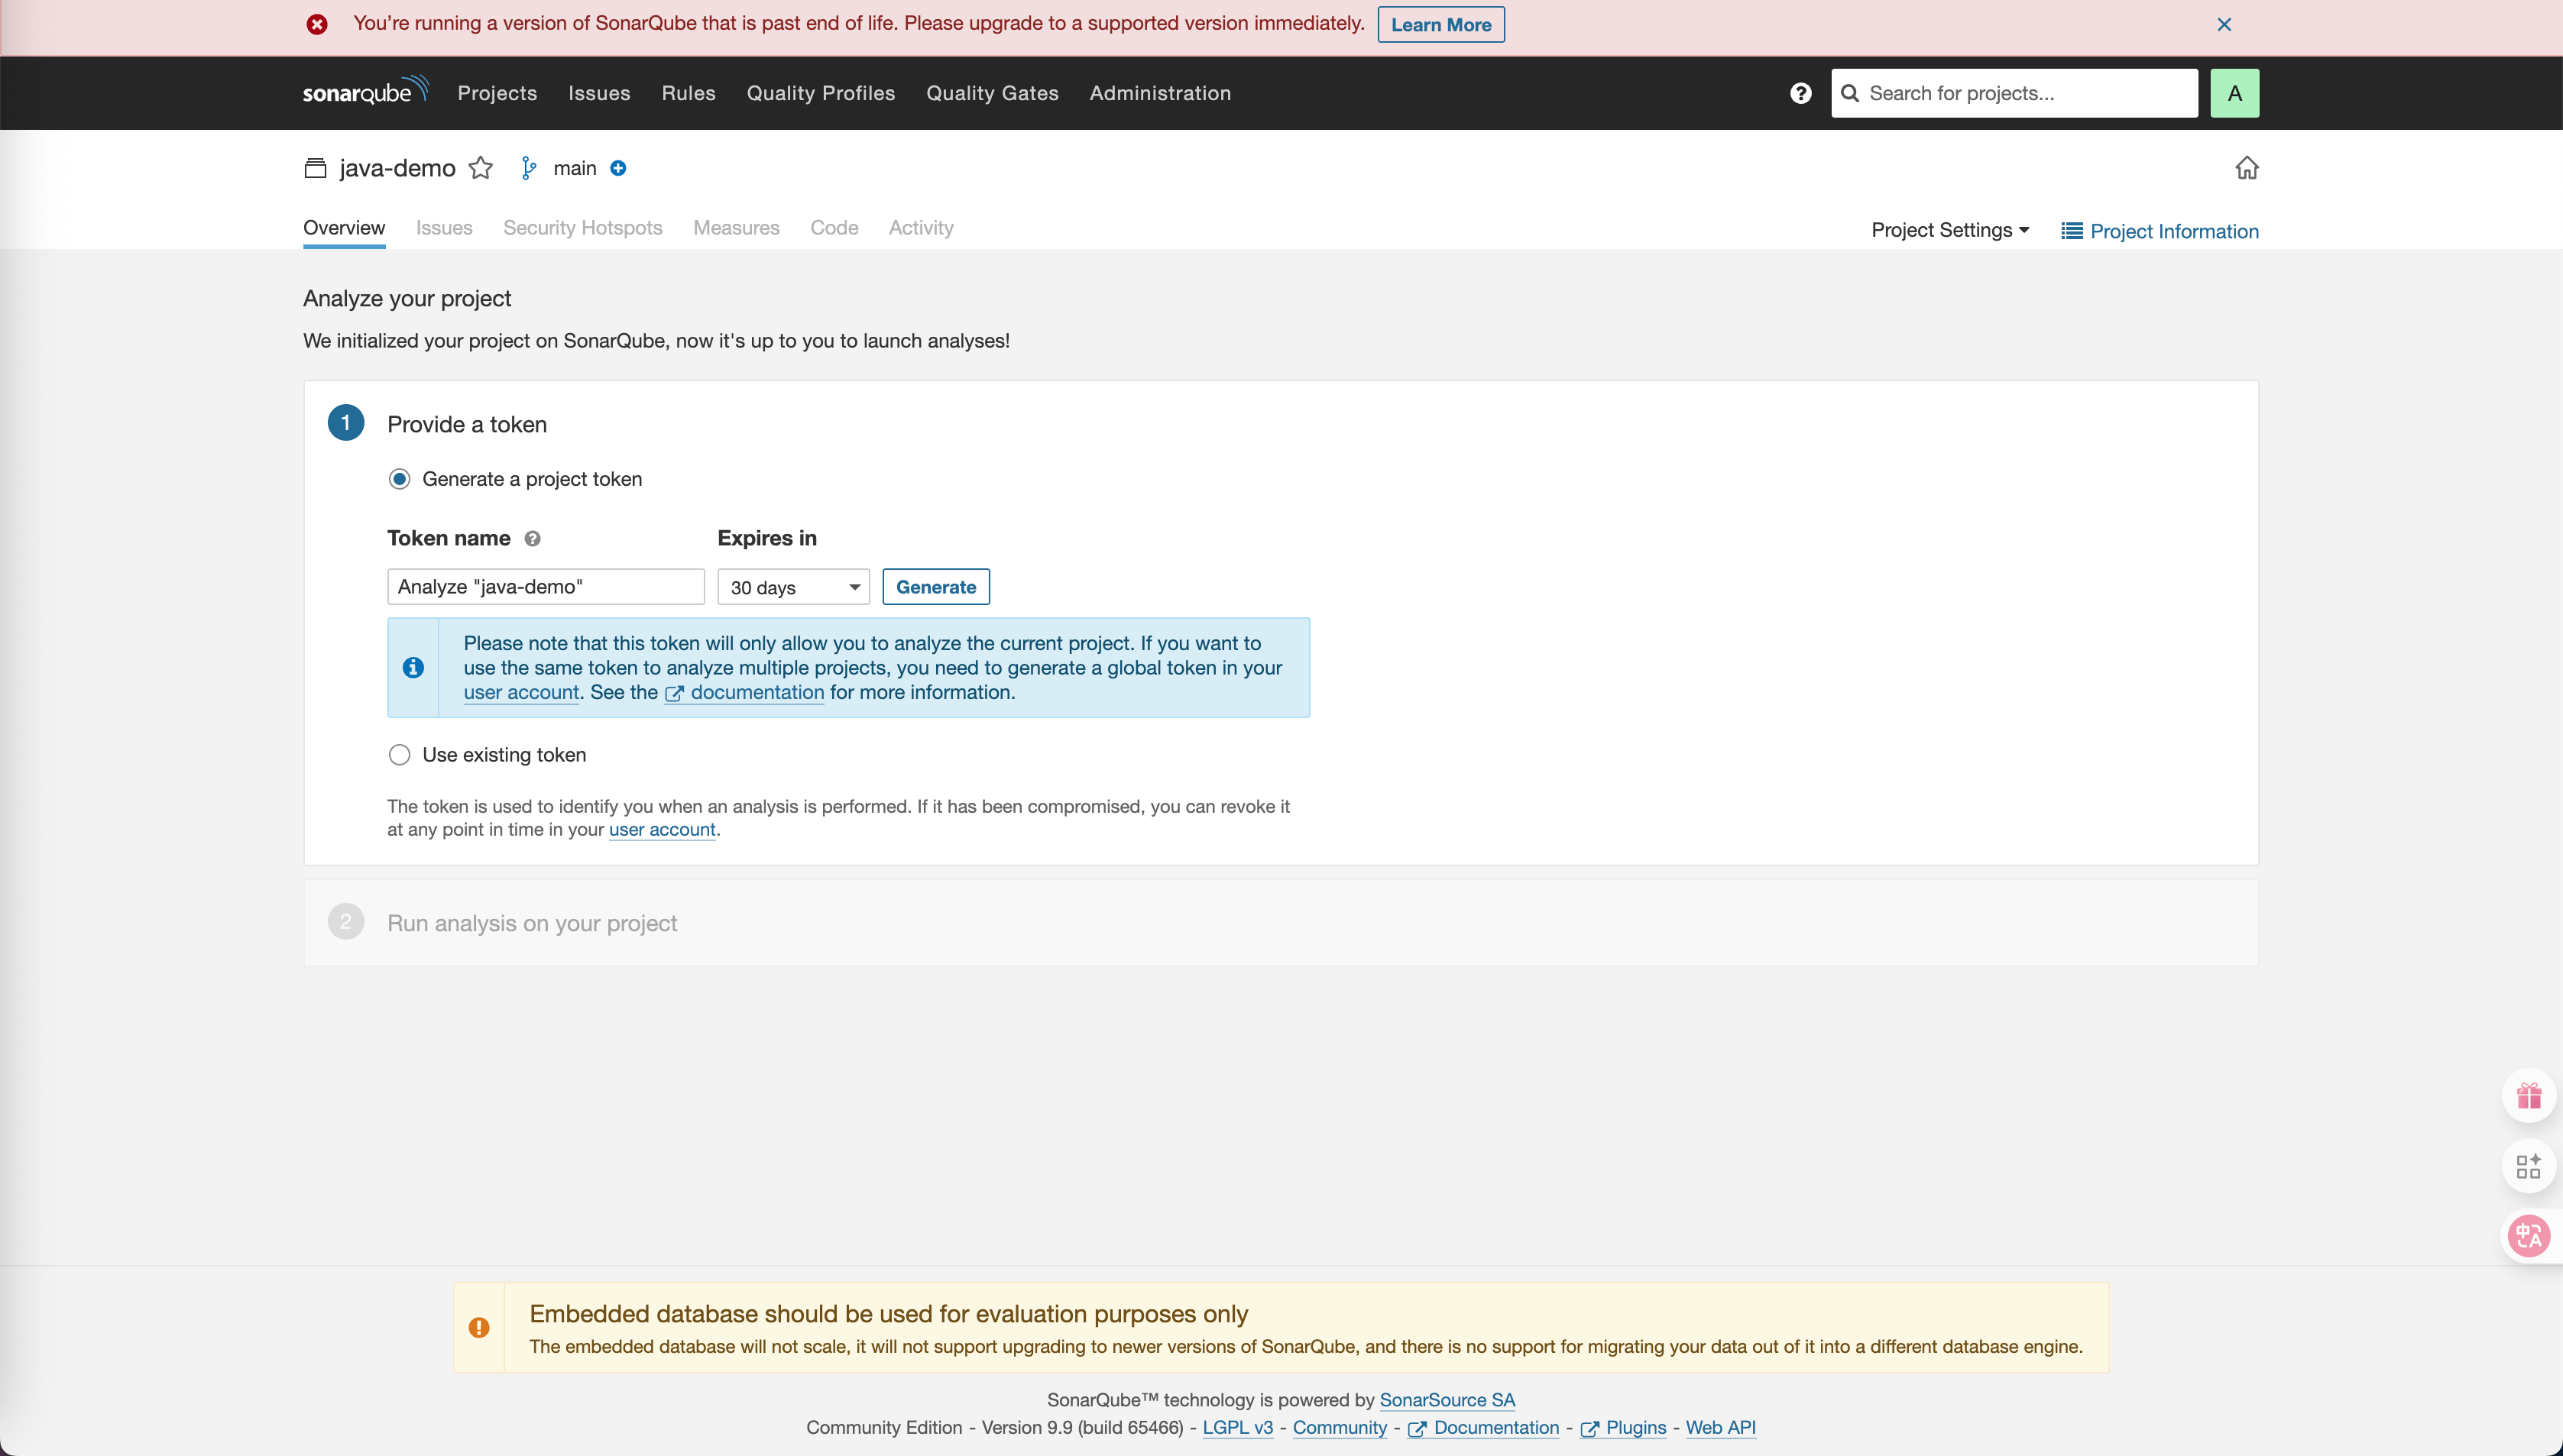 You're running a version of SonarQube that is past end of life. Please upgrade to a supported version immediately. Learn More
sonarqube Projects Issues Rules Quality Profiles Quality Gates Administration Search for projects... A
java-demo main
Overview Issues Security Hotspots Measures Code Activity Project Settings Project Information
Analyze your project
We initialized your project on SonarQube, now it's up to you to launch analyses!
1 Provide a token
Generate a project token
Token name Expires in
Analyze "java-demo" 30 days Generate
Please note that this token will only allow you to analyze the current project. If you want to
use the same token to analyze multiple projects, you need to generate a global token in your
user account. See the documentation for more information.
Use existing token
The token is used to identify you when an analysis is performed. If it has been compromised, you can revoke it
at any point in time in your user account.
2 Run analysis on your project
Embedded database should be used for evaluation purposes only
The embedded database will not scale, it will not support upgrading to newer versions of SonarQube, and there is no support for migrating your data out of it into a different database engine.
SonarQube™ technology is powered by SonarSource SA
Community Edition - Version 9.9 (build 65466) - LGPL v3 - Community - Documentation - Plugins - Web API